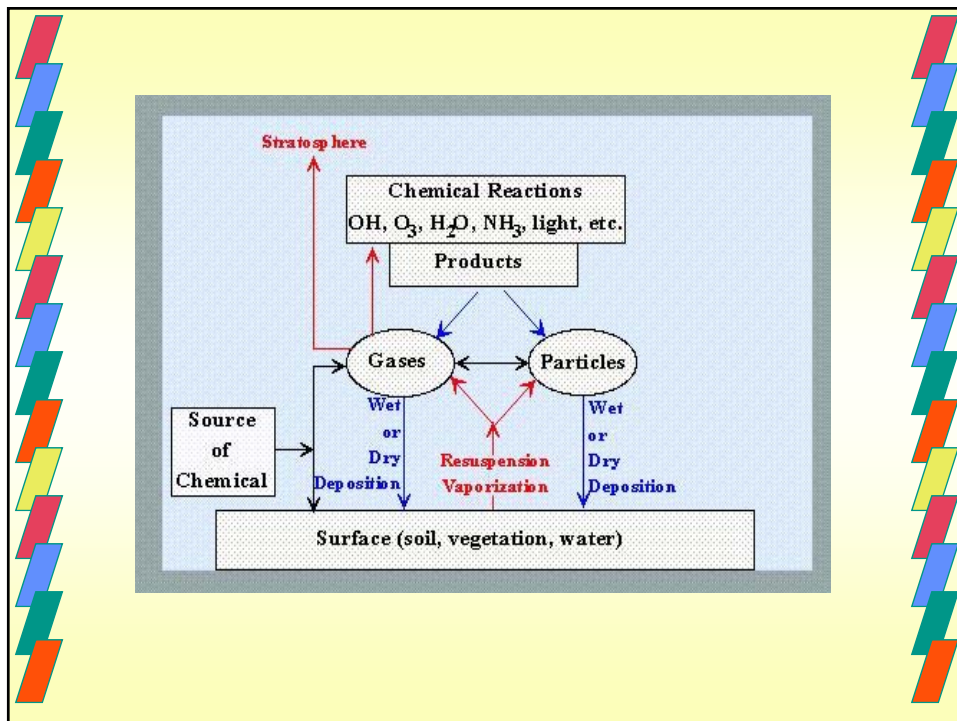 Stratosphere
Chemical Reactions
OH, O3, H2O, NH3, light, etc.
Products
Gases
Particles
Source
of
Chemical
Wet
or
Dry
Deposition
Resuspension
Vaporization
Wet
or
Dry
Deposition
Surface (soil, vegetation, water)